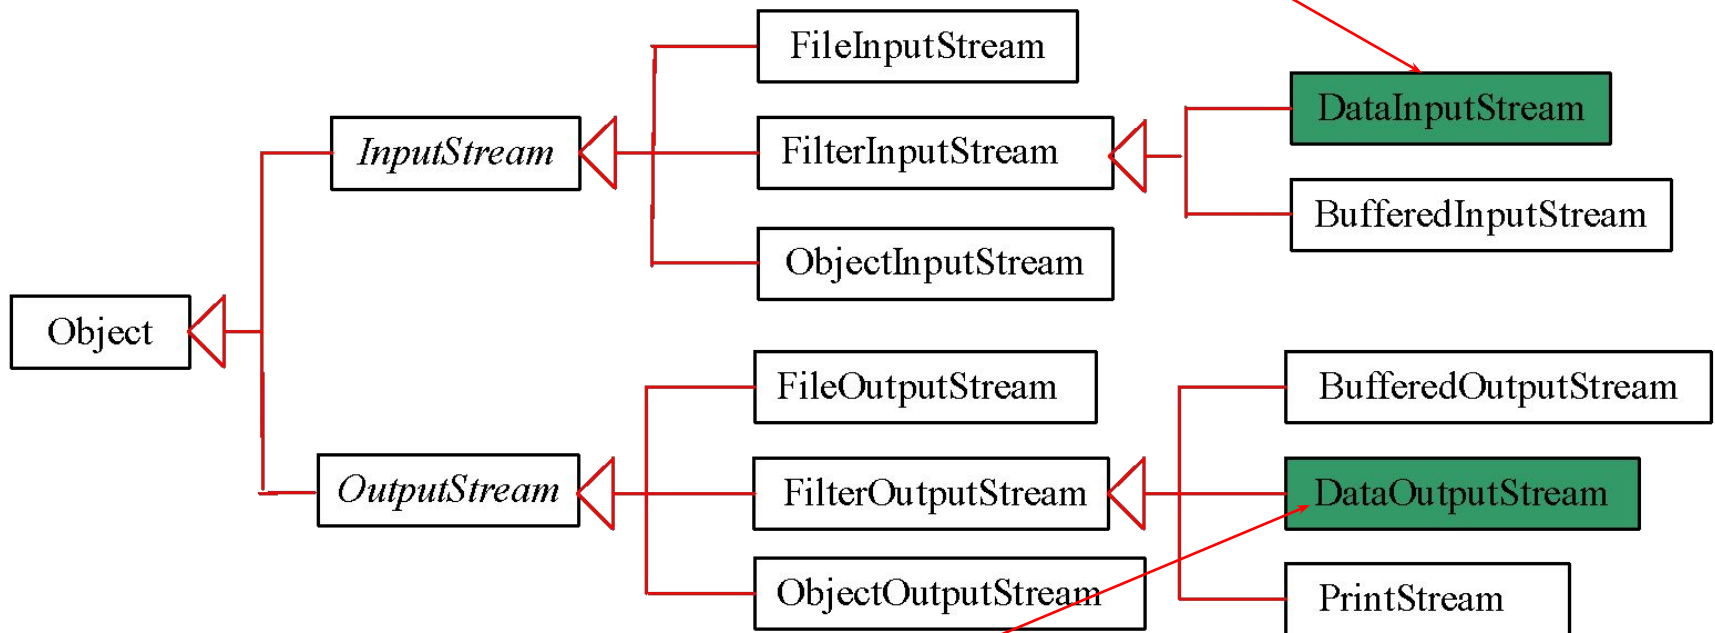 FileInputStream
DataInputStream
InputStream
FilterInputStream
BufferedInputStream
ObjectInputStream
Object
FileOutputStream
BufferedOutputStream
OutputStream
FilterOutputStream
DataOutputStream
ObjectOutputStream
PrintStream